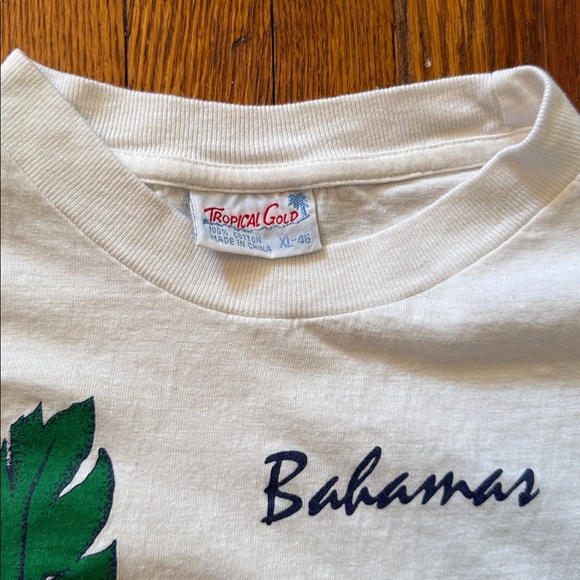 TROPICAL GOLD
100% COTTON
MADE IN CHINA
XL-46
Bahamas